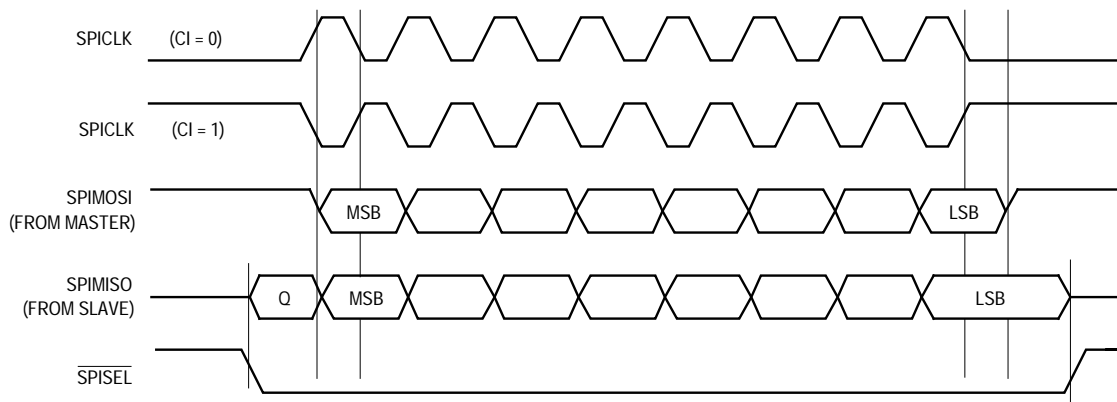 SPICLK (CI = 0)
SPICLK (CI = 1)
SPIMOSI
(FROM MASTER)
MSB LSB
SPIMISO
(FROM SLAVE)
Q MSB LSB
SPISEL